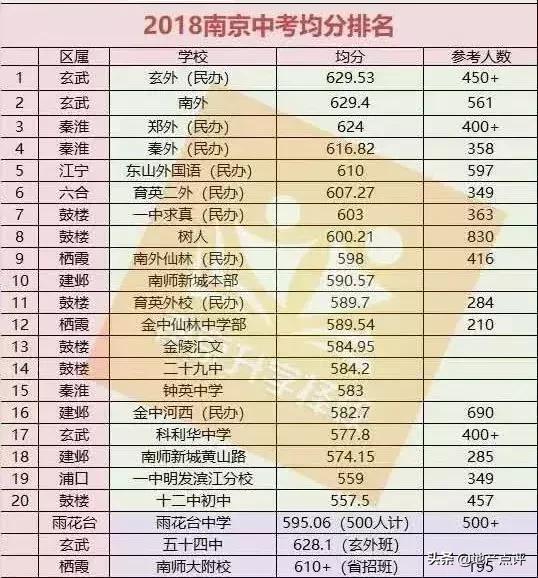 2018南京中考均分排名
区属 学校 均分 参考人数
1 玄武 玄外（民办） 629.53 450+
2 玄武 南外 629.4 561
3 秦淮 郑外（民办） 624 400+
4 秦淮 秦外（民办） 616.82 358
5 江宁 东山外国语（民办） 610 597
6 六合 育英二外（民办） 607.27 349
7 鼓楼 一中求真（民办） 603 363
8 鼓楼 树人 600.21 830
9 栖霞 南外仙林（民办） 598 416
10 建邺 南师新城本部 590.57
11 鼓楼 育英外校（民办） 589.7 284
12 栖霞 金中仙林中学部 589.54 210
13 鼓楼 金陵汇文 584.95
14 鼓楼 二十九中 584.2
15 秦淮 钟英中学 583
16 建邺 金中河西（民办） 582.7 690
17 玄武 科利华中学 577.8 400+
18 建邺 南师新城黄山路 574.15 285
19 浦口 一中明发滨江分校 559 349
20 鼓楼 十二中初中 557.5 457
雨花台 雨花台中学 595.06（500人计） 500+
玄武 五十四中 628.1（玄外班）
栖霞 南师大附校 610+（省招班） 195
头条 @地产点评